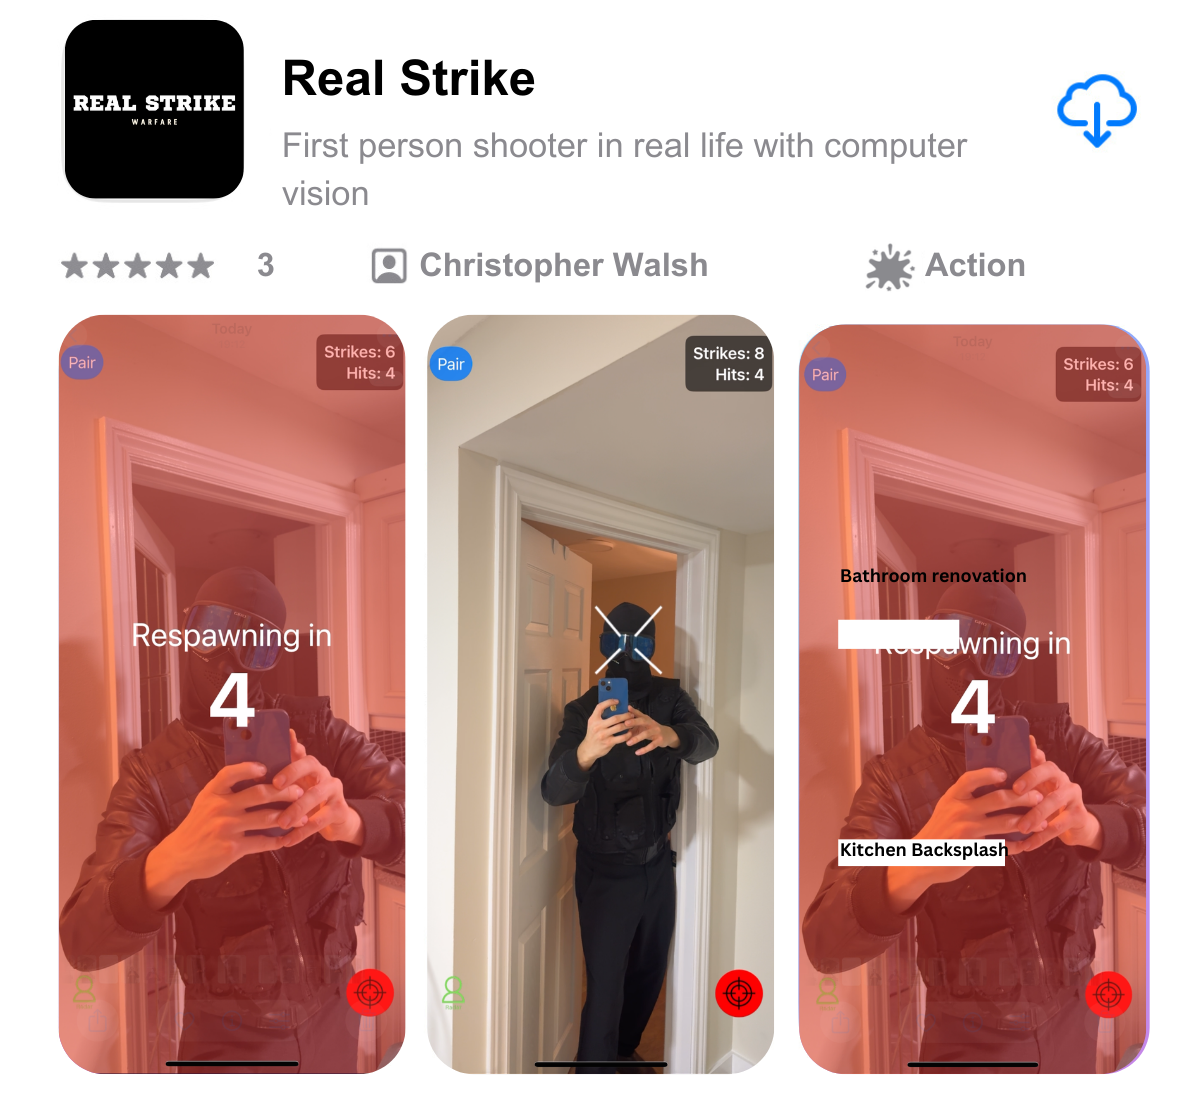 REAL STRIKE
WARFARE
Real Strike
First person shooter in real life with computer
vision
3
Christopher Walsh
Action
Today
Pair
Strikes: 6
Hits: 4
Respawning in
4
Pair
Strikes: 8
Hits: 4
Today
Pair
Strikes: 6
Hits: 4
Bathroom renovation
Respawning in
4
Kitchen Backsplash